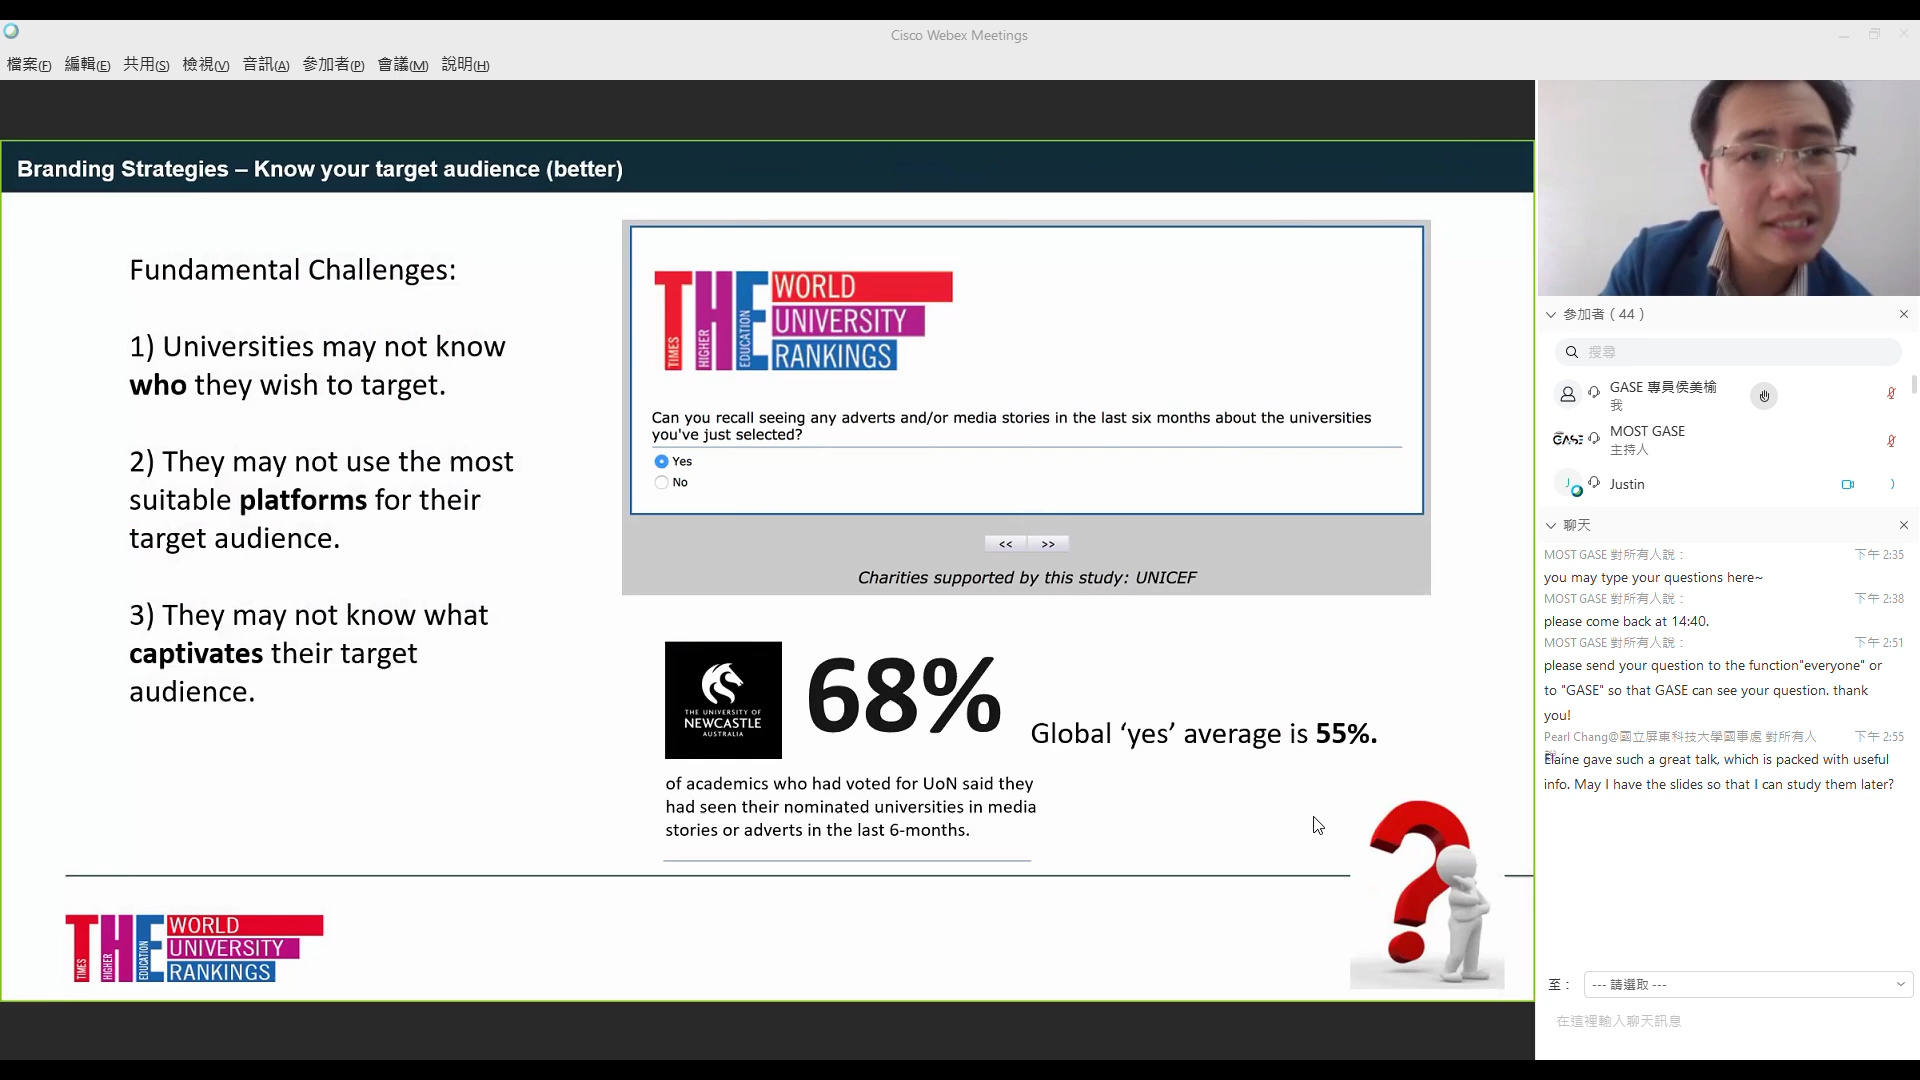 Cisco Webex Meetings
檔案(F) 編輯(E) 共用(S) 檢視(V) 音訊(A) 參加者(P) 會議(M) 說明(H)
Branding Strategies – Know your target audience (better)
Fundamental Challenges:
1) Universities may not know
who they wish to target.
2) They may not use the most
suitable platforms for their
target audience.
3) They may not know what
captivates their target
audience.
TIMES HIGHER EDUCATION
WORLD
UNIVERSITY
RANKINGS
Can you recall seeing any adverts and/or media stories in the last six months about the universities
you've just selected?
Yes
No
<< >>
Charities supported by this study: UNICEF
THE UNIVERSITY OF
NEWCASTLE
AUSTRALIA
68%
Global ‘yes’ average is 55%.
of academics who had voted for UoN said they
had seen their nominated universities in media
stories or adverts in the last 6-months.
TIMES HIGHER EDUCATION
WORLD
UNIVERSITY
RANKINGS
參加者 ( 44 )
搜尋
GASE 專員侯美榆
我
GASE
MOST GASE
主持人
J
Justin
聊天
MOST GASE 對所有人說： 下午 2:35
you may type your questions here~
MOST GASE 對所有人說： 下午 2:38
please come back at 14:40.
MOST GASE 對所有人說： 下午 2:51
please send your question to the function"everyone" or
to "GASE" so that GASE can see your question. thank
you!
Pearl Chang@國立屏東科技大學國事處 對所有人 下午 2:55
Elaine gave such a great talk, which is packed with useful
info. May I have the slides so that I can study them later?
至： --- 請選取 ---
在這裡輸入聊天訊息